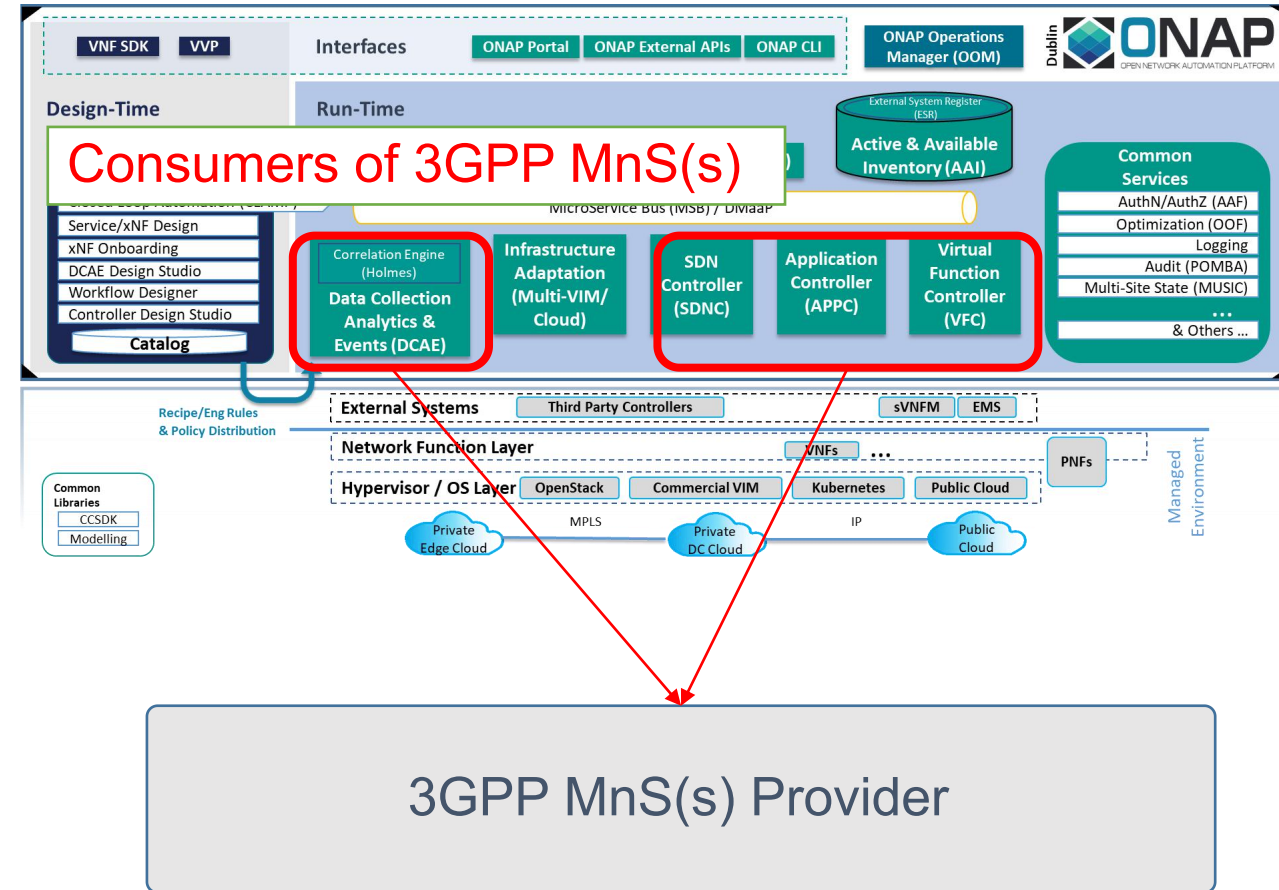 VNF SDK
VVP
Interfaces
ONAP Portal
ONAP External APIs
ONAP CLI
ONAP Operations
Manager (OOM)
Dublin
ONAP
OPEN NETWORK AUTOMATION PLATFORM
Design-Time
Run-Time
External System Register
(ESR)
Active & Available
Inventory (AAI)
Consumers of 3GPP MnS(s)
)
MicroService Bus (MSB) / DMaaP
Service/xNF Design
xNF Onboarding
DCAE Design Studio
Workflow Designer
Controller Design Studio
Catalog
Correlation Engine
(Holmes)
Data Collection
Analytics &
Events (DCAE)
Infrastructure
Adaptation
(Multi-VIM/
Cloud)
SDN
Controller
(SDNC)
Application
Controller
(APPC)
Virtual
Function
Controller
(VFC)
Common
Services
AuthN/AuthZ (AAF)
Optimization (OOF)
Logging
Audit (POMBA)
Multi-Site State (MUSIC)
...
& Others ...
Recipe/Eng Rules
& Policy Distribution
External Systems
Third Party Controllers
sVNFM
EMS
Network Function Layer
VNFs
...
PNFs
Hypervisor / OS Layer
OpenStack
Commercial VIM
Kubernetes
Public Cloud
Managed
Environment
Common
Libraries
CCSDK
Modelling
Private
Edge Cloud
MPLS
Private
DC Cloud
IP
Public
Cloud
3GPP MnS(s) Provider